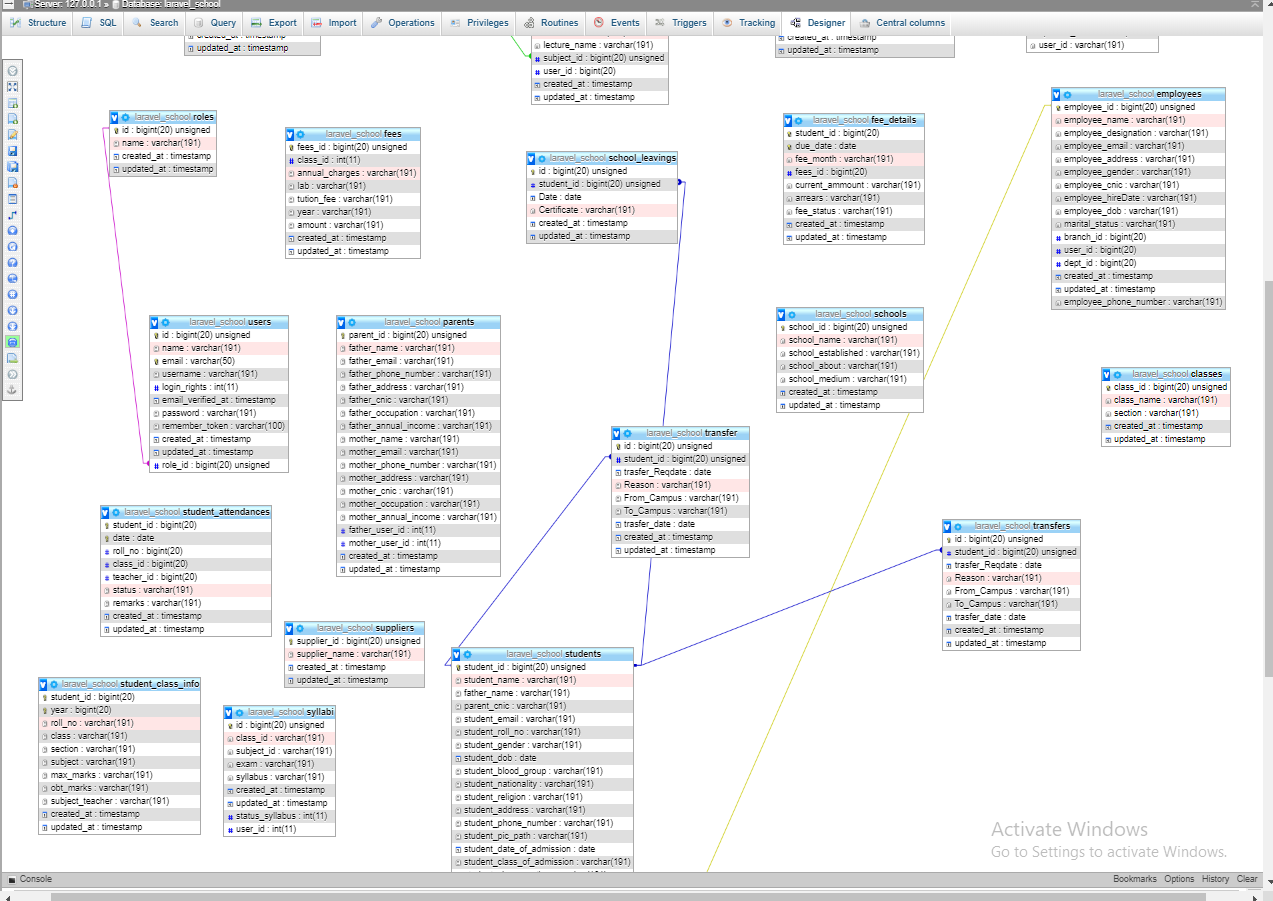 Server: 127.0.0.1 » Database: laravel_school
Structure SQL Search Query Export Import Operations Privileges Routines Events Triggers Tracking Designer Central columns
updated_at : timestamp
lecture_name : varchar(191)
subject_id : bigint(20) unsigned
user_id : bigint(20)
created_at : timestamp
updated_at : timestamp
created_at : timestamp
updated_at : timestamp
user_id : varchar(191)
laravel_school roles
id : bigint(20) unsigned
name : varchar(191)
created_at : timestamp
updated_at : timestamp
laravel_school fees
fees_id : bigint(20) unsigned
class_id : int(11)
annual_charges : varchar(191)
lab : varchar(191)
tution_fee : varchar(191)
year : varchar(191)
amount : varchar(191)
created_at : timestamp
updated_at : timestamp
laravel_school school_leavings
id : bigint(20) unsigned
student_id : bigint(20) unsigned
Date : date
Certificate : varchar(191)
created_at : timestamp
updated_at : timestamp
laravel_school fee_details
student_id : bigint(20)
due_date : date
fee_month : varchar(191)
fees_id : bigint(20)
current_ammount : varchar(191)
arrears : varchar(191)
fee_status : varchar(191)
created_at : timestamp
updated_at : timestamp
laravel_school employees
employee_id : bigint(20) unsigned
employee_name : varchar(191)
employee_designation : varchar(191)
employee_email : varchar(191)
employee_address : varchar(191)
employee_gender : varchar(191)
employee_cnic : varchar(191)
employee_hireDate : varchar(191)
employee_dob : varchar(191)
marital_status : varchar(191)
branch_id : bigint(20)
user_id : bigint(20)
dept_id : bigint(20)
created_at : timestamp
updated_at : timestamp
employee_phone_number : varchar(191)
laravel_school users
id : bigint(20) unsigned
name : varchar(191)
email : varchar(50)
username : varchar(191)
login_rights : int(11)
email_verified_at : timestamp
password : varchar(191)
remember_token : varchar(100)
created_at : timestamp
updated_at : timestamp
role_id : bigint(20) unsigned
laravel_school parents
parent_id : bigint(20) unsigned
father_name : varchar(191)
father_email : varchar(191)
father_phone_number : varchar(191)
father_address : varchar(191)
father_cnic : varchar(191)
father_occupation : varchar(191)
father_annual_income : varchar(191)
mother_name : varchar(191)
mother_email : varchar(191)
mother_phone_number : varchar(191)
mother_address : varchar(191)
mother_cnic : varchar(191)
mother_occupation : varchar(191)
mother_annual_income : varchar(191)
father_user_id : int(11)
mother_user_id : int(11)
created_at : timestamp
updated_at : timestamp
laravel_school schools
school_id : bigint(20) unsigned
school_name : varchar(191)
school_established : varchar(191)
school_about : varchar(191)
school_medium : varchar(191)
created_at : timestamp
updated_at : timestamp
laravel_school classes
class_id : bigint(20) unsigned
class_name : varchar(191)
section : varchar(191)
created_at : timestamp
updated_at : timestamp
laravel_school transfer
id : bigint(20) unsigned
student_id : bigint(20) unsigned
trasfer_Reqdate : date
Reason : varchar(191)
From_Campus : varchar(191)
To_Campus : varchar(191)
trasfer_date : date
created_at : timestamp
updated_at : timestamp
laravel_school student_attendances
student_id : bigint(20)
date : date
roll_no : bigint(20)
class_id : bigint(20)
teacher_id : bigint(20)
status : varchar(191)
remarks : varchar(191)
created_at : timestamp
updated_at : timestamp
laravel_school transfers
id : bigint(20) unsigned
student_id : bigint(20) unsigned
trasfer_Reqdate : date
Reason : varchar(191)
From_Campus : varchar(191)
To_Campus : varchar(191)
trasfer_date : date
created_at : timestamp
updated_at : timestamp
laravel_school suppliers
supplier_id : bigint(20) unsigned
supplier_name : varchar(191)
created_at : timestamp
updated_at : timestamp
laravel_school students
student_id : bigint(20) unsigned
student_name : varchar(191)
father_name : varchar(191)
parent_cnic : varchar(191)
student_email : varchar(191)
student_roll_no : varchar(191)
student_gender : varchar(191)
student_dob : date
student_blood_group : varchar(191)
student_nationality : varchar(191)
student_religion : varchar(191)
student_address : varchar(191)
student_phone_number : varchar(191)
student_pic_path : varchar(191)
student_date_of_admission : date
student_class_of_admission : varchar(191)
laravel_school student_class_info
student_id : bigint(20)
year : bigint(20)
roll_no : varchar(191)
class : varchar(191)
section : varchar(191)
subject : varchar(191)
max_marks : varchar(191)
obt_marks : varchar(191)
subject_teacher : varchar(191)
created_at : timestamp
updated_at : timestamp
laravel_school syllabi
id : bigint(20) unsigned
class_id : varchar(191)
subject_id : varchar(191)
exam : varchar(191)
syllabus : varchar(191)
created_at : timestamp
updated_at : timestamp
status_syllabus : int(11)
user_id : int(11)
Activate Windows
Go to Settings to activate Windows.
Console Bookmarks Options History Clear